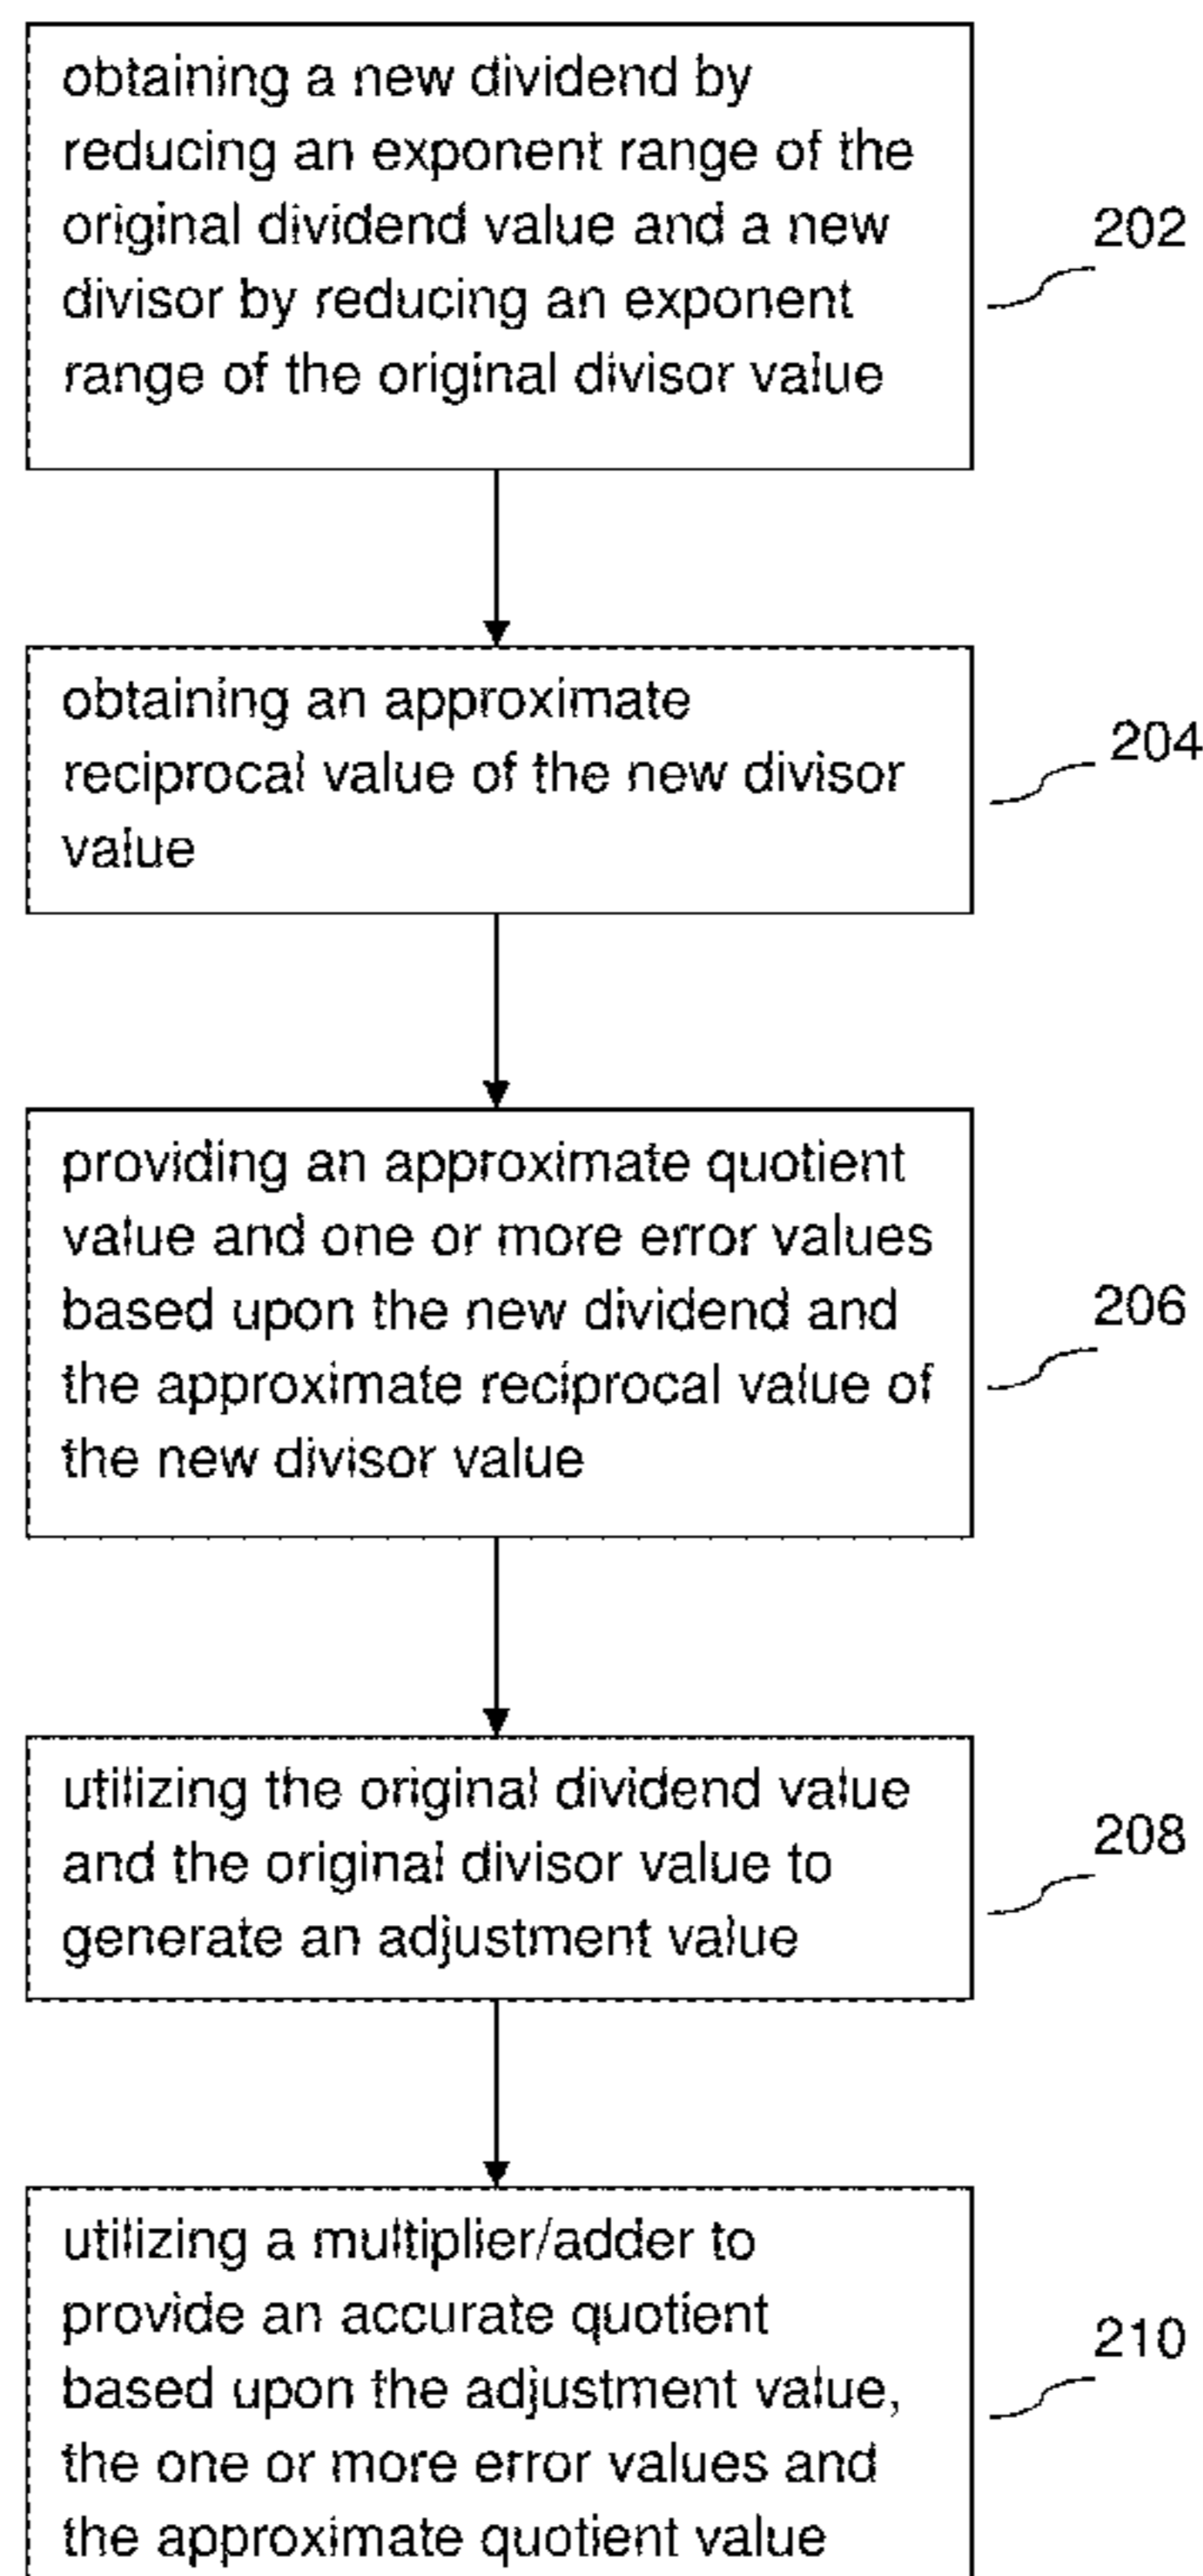 obtaining a new dividend by
reducing an exponent range of the
original dividend value and a new
divisor by reducing an exponent
range of the original divisor value
202
obtaining an approximate
reciprocal value of the new divisor
value
204
providing an approximate quotient
value and one or more error values
based upon the new dividend and
the approximate reciprocal value of
the new divisor value
206
utilizing the original dividend value
and the original divisor value to
generate an adjustment value
208
utilizing a multiplier/adder to
provide an accurate quotient
based upon the adjustment value,
the one or more error values and
the approximate quotient value
210